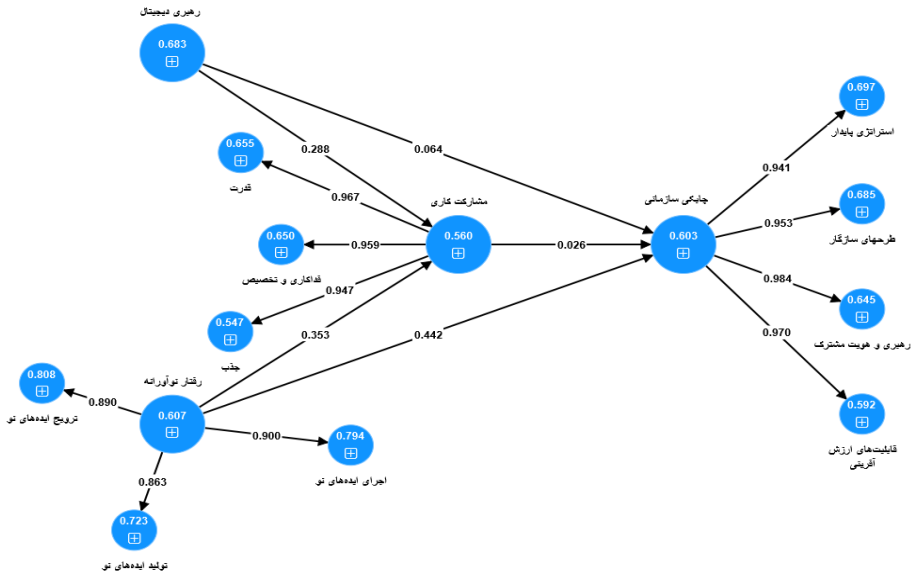 رهبری دیجیتال
0.683
0.697
استراتژی پایدار
0.655
قدرت
0.288
0.064
0.941
0.967
مشارکت کاری
چابکی سازمانی
0.685
طرحهای سازگار
0.953
0.650
فداکاری و تخصیص
0.959
0.560
0.026
0.603
0.984
0.645
رهبری و هویت مشترک
0.947
0.547
جذب
0.353
0.442
0.970
رفتار نوآورانه
0.808
ترویج ایده‌های نو
0.890
0.607
0.900
0.794
اجرای ایده‌های نو
0.592
قابلیت‌های ارزش
آفرینی
0.863
0.723
تولید ایده‌های نو